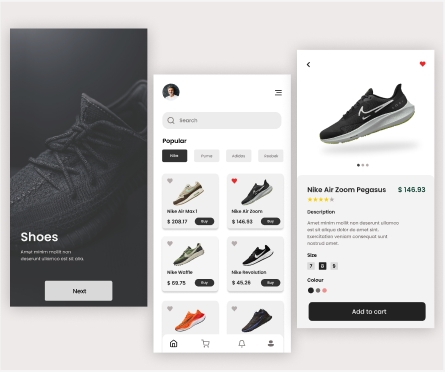 Shoes
Amet minim mollit non
deserunt ullamco est sit aliq.
Next
Search
Popular
Nike
Puma
Adidas
Reebok
Nike Air Max 1
$ 208.17
Buy
Nike Air Zoom
$ 146.93
Buy
Nike Waffle
$ 69.75
Buy
Nike Revolution
$ 45.26
Buy
Nike Air Zoom Pegasus
$ 146.93
Description
Amet minim mollit non deserunt ullamco
est sit aliqua dolor do amet sint.
Exercitation veniam consequat sunt
nostrud amet.
Size
7
8
9
Colour
Add to cart